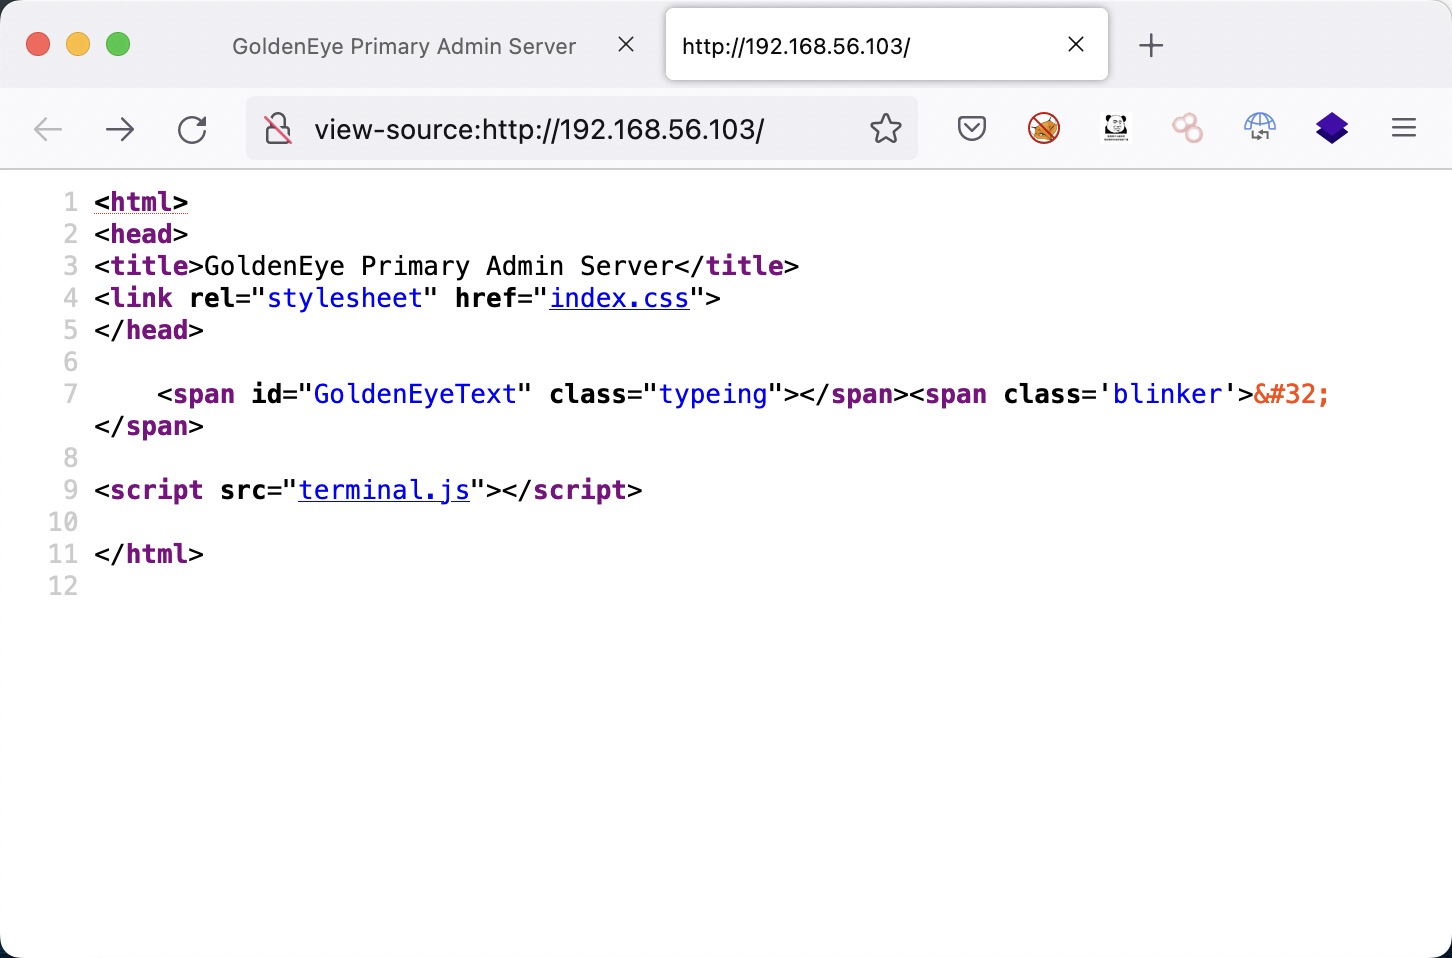 GoldenEye Primary Admin Server
http://192.168.56.103/
view-source:http://192.168.56.103/
1 <html>
2 <head>
3 <title>GoldenEye Primary Admin Server</title>
4 <link rel="stylesheet" href="index.css">
5 </head>
6
7     <span id="GoldenEyeText" class="typeing"></span><span class='blinker'>&#32;
</span>
8
9 <script src="terminal.js"></script>
10
11 </html>
12